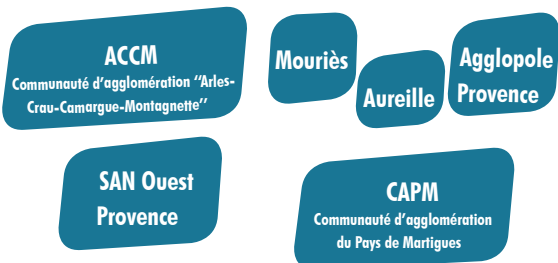 ACCM
Communauté d'agglomération "Arles-
Crau-Camargue-Montagnette"
Mouriès
Aureille
Agglopole
Provence
SAN Ouest
Provence
CAPM
Communauté d'agglomération
du Pays de Martigues